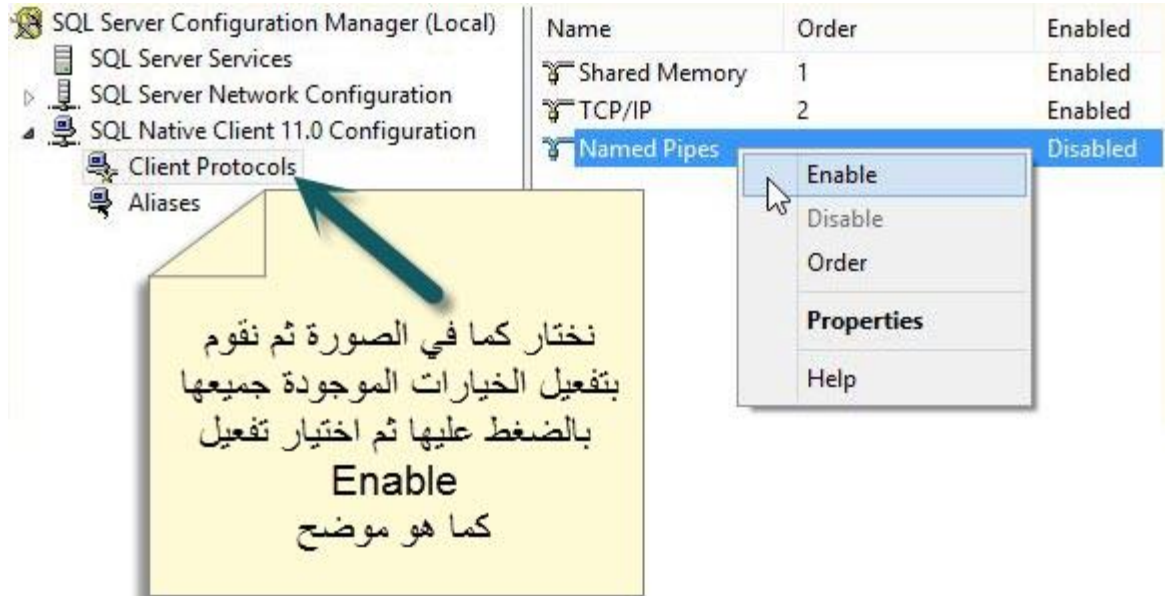 SQL Server Configuration Manager (Local)
SQL Server Services
SQL Server Network Configuration
SQL Native Client 11.0 Configuration
Client Protocols
Aliases
Name Order Enabled
Shared Memory 1 Enabled
TCP/IP 2 Enabled
Named Pipes Disabled
Enable
Disable
Order
Properties
Help
نختار كما في الصورة ثم نقوم
بتفعيل الخيارات الموجودة جميعها
بالضغط عليها ثم اختيار تفعيل
Enable
كما هو موضح